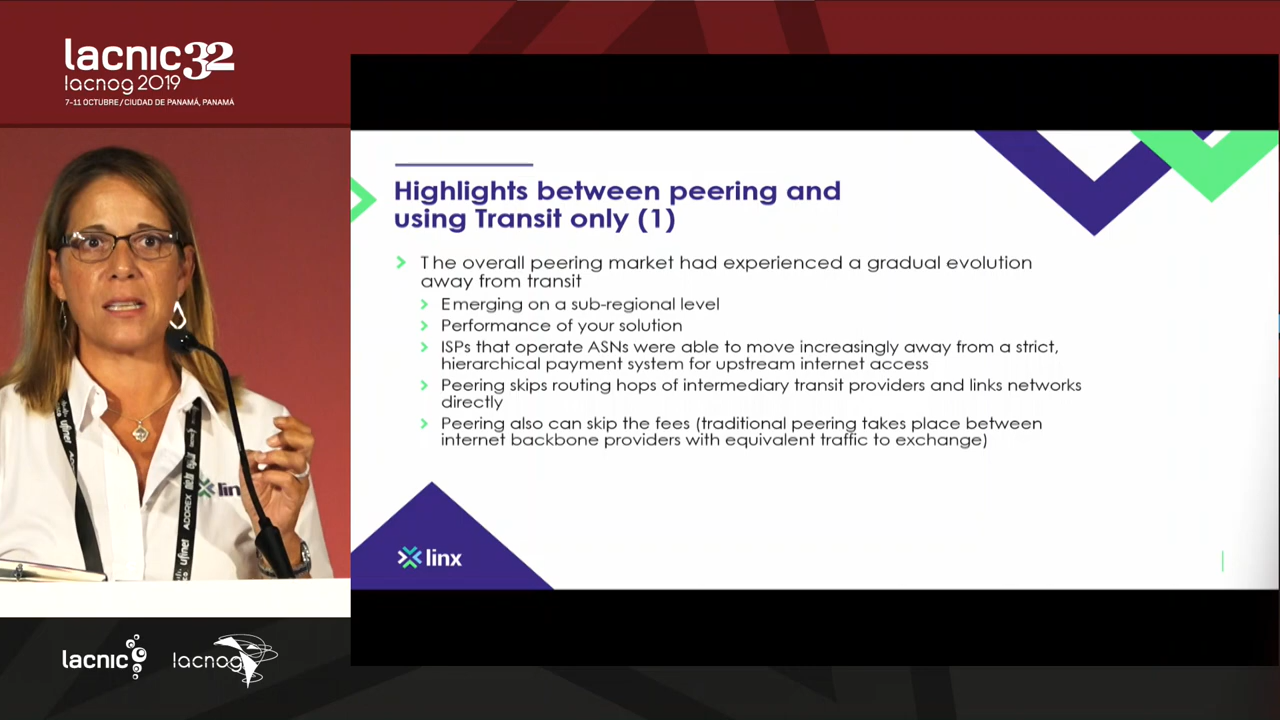 lacnic32
lacnog 2019
7-11 OCTUBRE / CIUDAD DE PANAMÁ, PANAMÁ
Highlights between peering and
using Transit only (1)
The overall peering market had experienced a gradual evolution
away from transit
Emerging on a sub-regional level
Performance of your solution
ISPs that operate ASNs were able to move increasingly away from a strict,
hierarchical payment system for upstream internet access
Peering skips routing hops of intermediary transit providers and links networks
directly
Peering also can skip the fees (traditional peering takes place between
internet backbone providers with equivalent traffic to exchange)
linx
ufinet
ADDREX
ufinet
lin
lacnic
lacnog